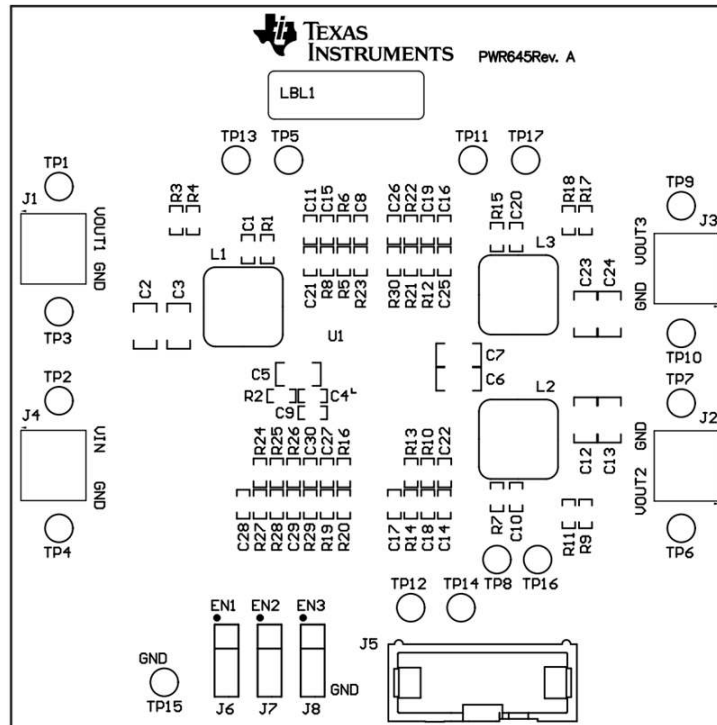 TEXAS
INSTRUMENTS
PWR645Rev. A
LBL1
TP13 TP5 TP11 TP17
TP1
TP9
J1
J3
R3 R4
C11 C15 R6 C8
C26 R22 C19 C16
R15 C20
R18 R17
C1 R1
VOUT1 GND
VOUT3 GND
L1
L3
C2 C3
C23 C24
C21 R8 R5 R23
R30 R21 R12 C25
TP3
U1
TP10
C7
C5
C6
TP2
TP7
R2
C4
L2
C9
J4
J2
VIN GND
GND VOUT2
R24 R25 R26 C30 C27 R16
R13 R10 C22
C12 C13
C28 R27 R28 C29 R29 R19 R20
C17 R14 C18 C14
R7 C10
R11 R9
TP4
TP6
TP8 TP16
TP12 TP14
EN1 EN2 EN3
J5
GND
GND
TP15
J6 J7 J8